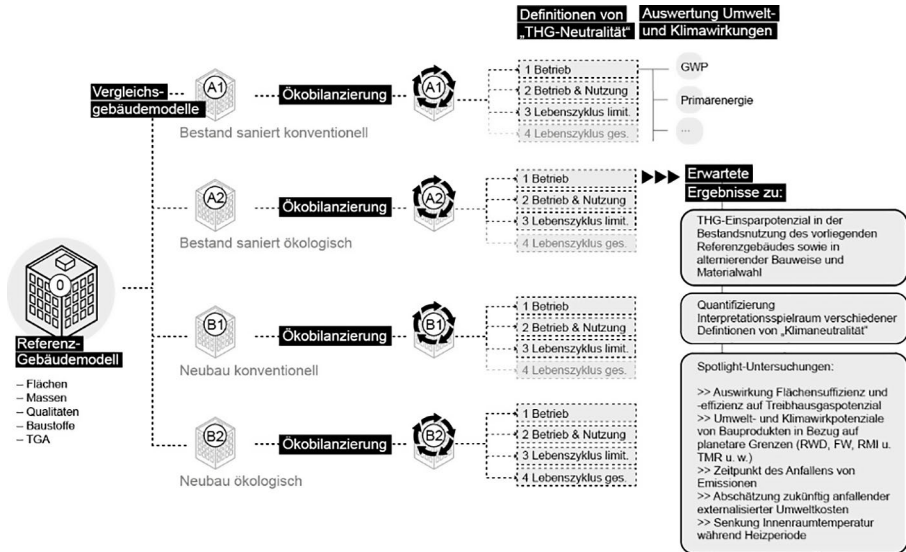 Definitionen von
„THG-Neutralität“
Auswertung Umwelt-
und Klimawirkungen
Vergleichs-
gebäudemodelle
A1
Bestand saniert konventionell
Ökobilanzierung
A1
1 Betrieb
2 Betrieb & Nutzung
3 Lebenszyklus limit.
4 Lebenszyklus ges.
GWP
Primarenergie
...
A2
Bestand saniert ökologisch
Ökobilanzierung
A2
1 Betrieb
2 Betrieb & Nutzung
3 Lebenszyklus limit.
4 Lebenszyklus ges.
Erwartete
Ergebnisse zu:
THG-Einsparpotenzial in der
Bestandsnutzung des vorliegenden
Referenzgebäudes sowie in
alternierender Bauweise und
Materialwahl
Quantifizierung
Interpretationsspielraum verschiedener
Defintionen von „Klimaneutralität“
Spotlight-Untersuchungen:
>> Auswirkung Flächensuffizienz und
-effizienz auf Treibhausgaspotenzial
>> Umwelt- und Klimawirkpotenziale
von Bauprodukten in Bezug auf
planetare Grenzen (RWD, FW, RMI u.
TMR u. w.)
>> Zeitpunkt des Anfallens von
Emissionen
>> Abschätzung zukünftig anfallender
externalisierter Umweltkosten
>> Senkung Innenraumtemperatur
während Heizperiode
0
Referenz-
Gebäudemodell
– Flächen
– Massen
– Qualitäten
– Baustoffe
– TGA
B1
Neubau konventionell
Ökobilanzierung
B1
1 Betrieb
2 Betrieb & Nutzung
3 Lebenszyklus limit.
4 Lebenszyklus ges.
B2
Neubau ökologisch
Ökobilanzierung
B2
1 Betrieb
2 Betrieb & Nutzung
3 Lebenszyklus limit.
4 Lebenszyklus ges.